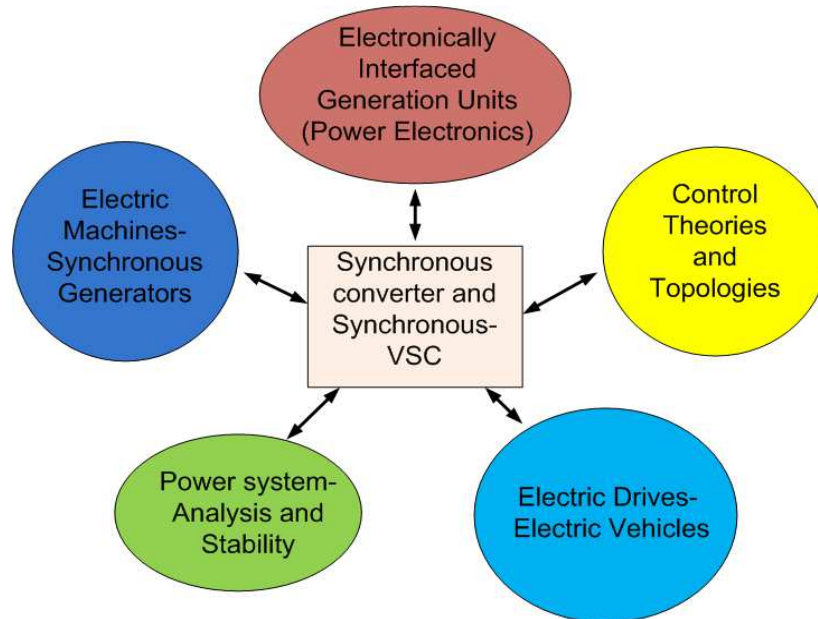 Electronically
Interfaced
Generation Units
(Power Electronics)
Electric
Machines-
Synchronous
Generators
Control
Theories
and
Topologies
Synchronous
converter and
Synchronous-
VSC
Power system-
Analysis and
Stability
Electric Drives-
Electric Vehicles